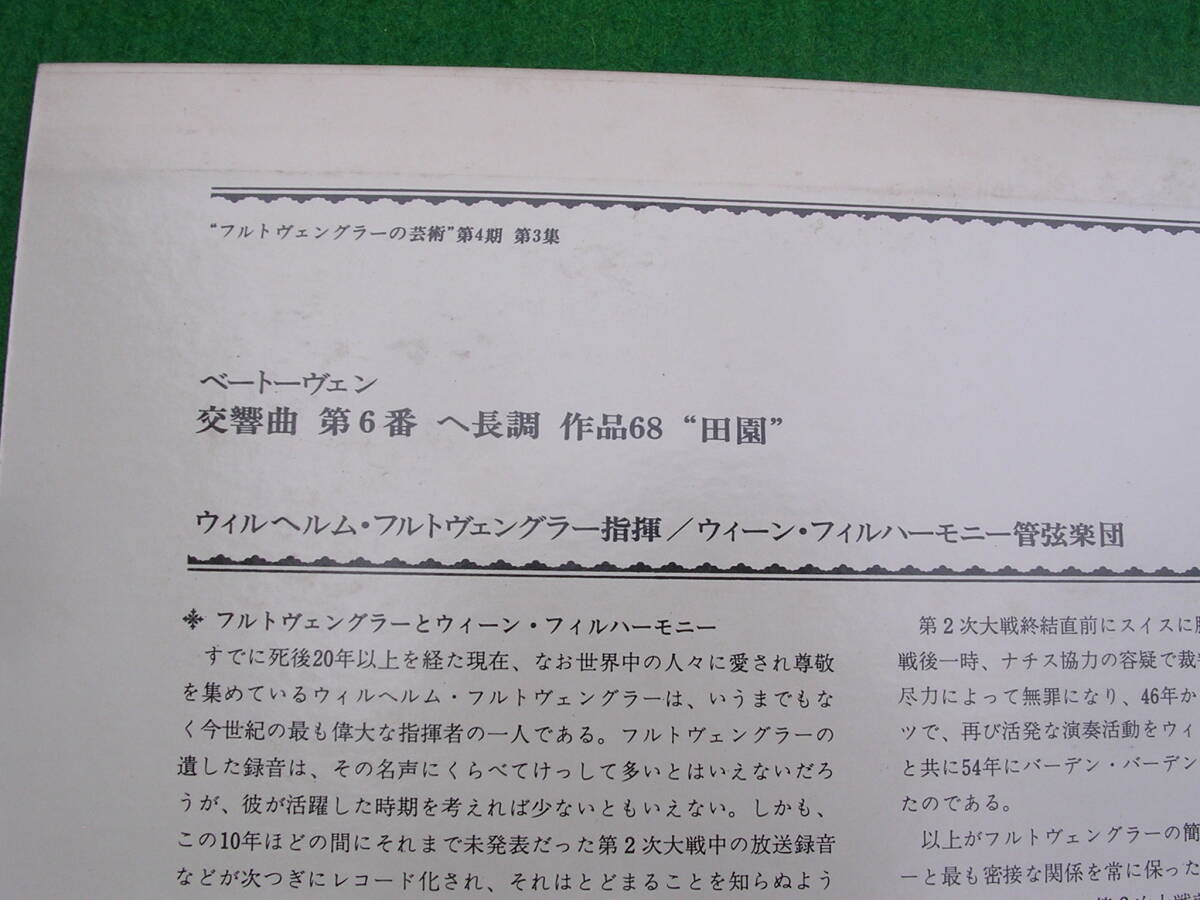 “フルトヴェングラーの芸術”第4期 第3集
ベートーヴェン
交響曲 第6番 ヘ長調 作品68 “田園”
ウィルヘルム・フルトヴェングラー指揮／ウィーン・フィルハーモニー管弦楽団
フルトヴェングラーとウィーン・フィルハーモニー
すでに死後20年以上を経た現在、なお世界中の人々に愛され尊敬
を集めているウィルヘルム・フルトヴェングラーは、いうまでもな
く今世紀の最も偉大な指揮者の一人である。フルトヴェングラーの
遺した録音は、その名声にくらべてけっして多いとはいえないだろ
うが、彼が活躍した時期を考えれば少ないともいえない。しかも、
この10年ほどの間にそれまで未発表だった第2次大戦中の放送録音
などが次つぎにレコード化され、それはとどまることを知らぬよう
第2次大戦終結直前にスイスに
戦後一時、ナチス協力の容疑で裁
尽力によって無罪になり、46年か
ツで、再び活発な演奏活動をウィ
と共に54年にバーデン・バーデン
たのである。
以上がフルトヴェングラーの簡
ーと最も密接な関係を常に保った